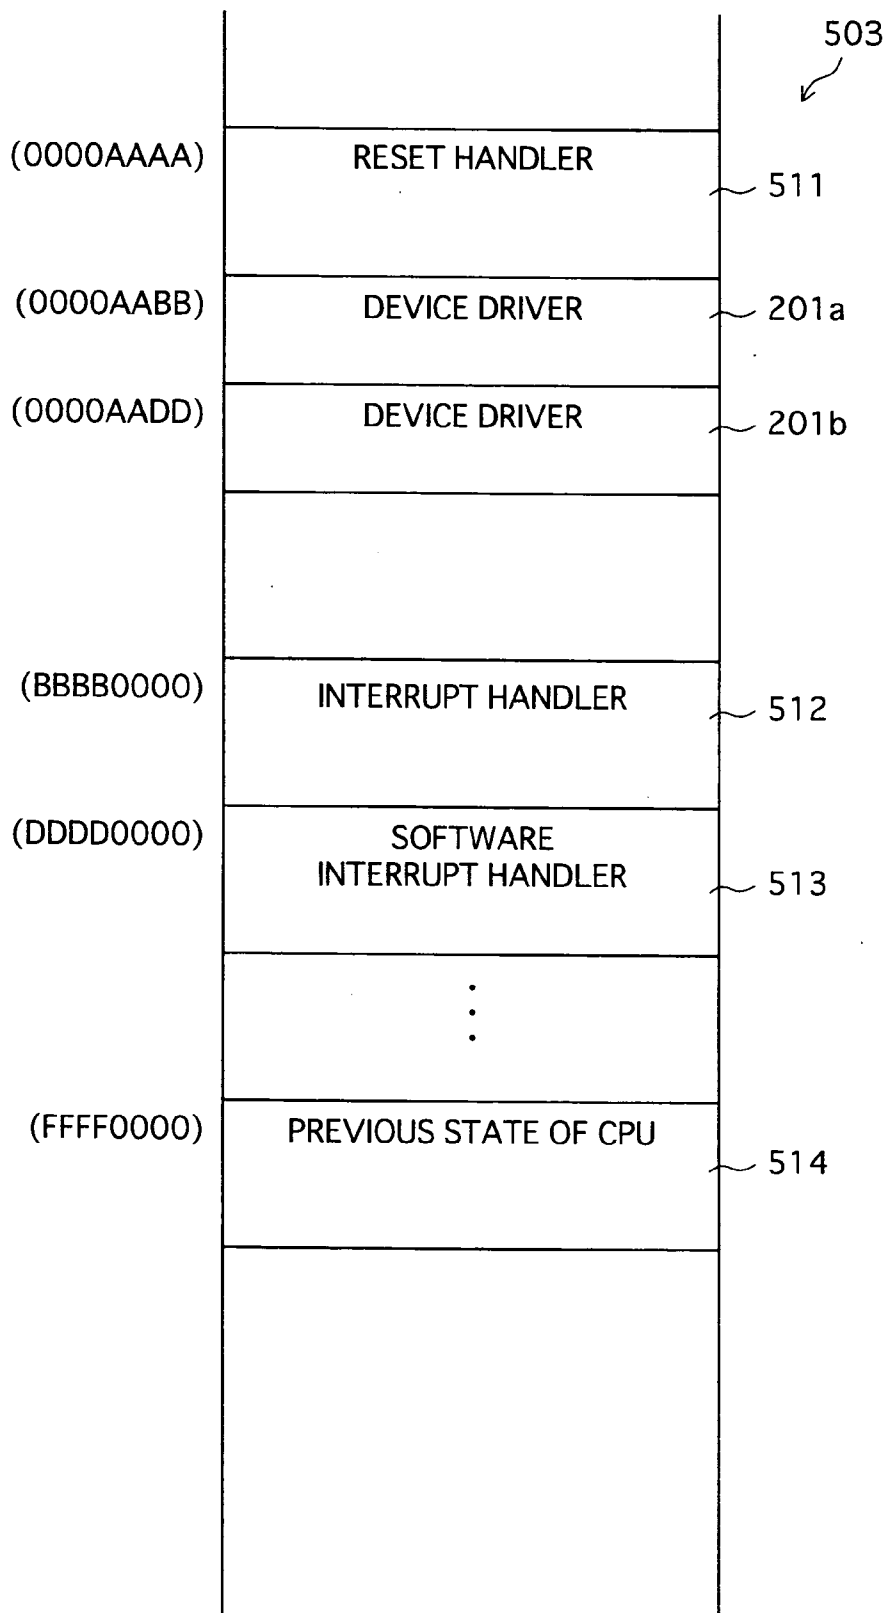 503
(0000AAAA) RESET HANDLER 511
(0000AABB) DEVICE DRIVER 201a
(0000AADD) DEVICE DRIVER 201b
(BBBB0000) INTERRUPT HANDLER 512
(DDDD0000) SOFTWARE
INTERRUPT HANDLER 513
(FFFF0000) PREVIOUS STATE OF CPU 514